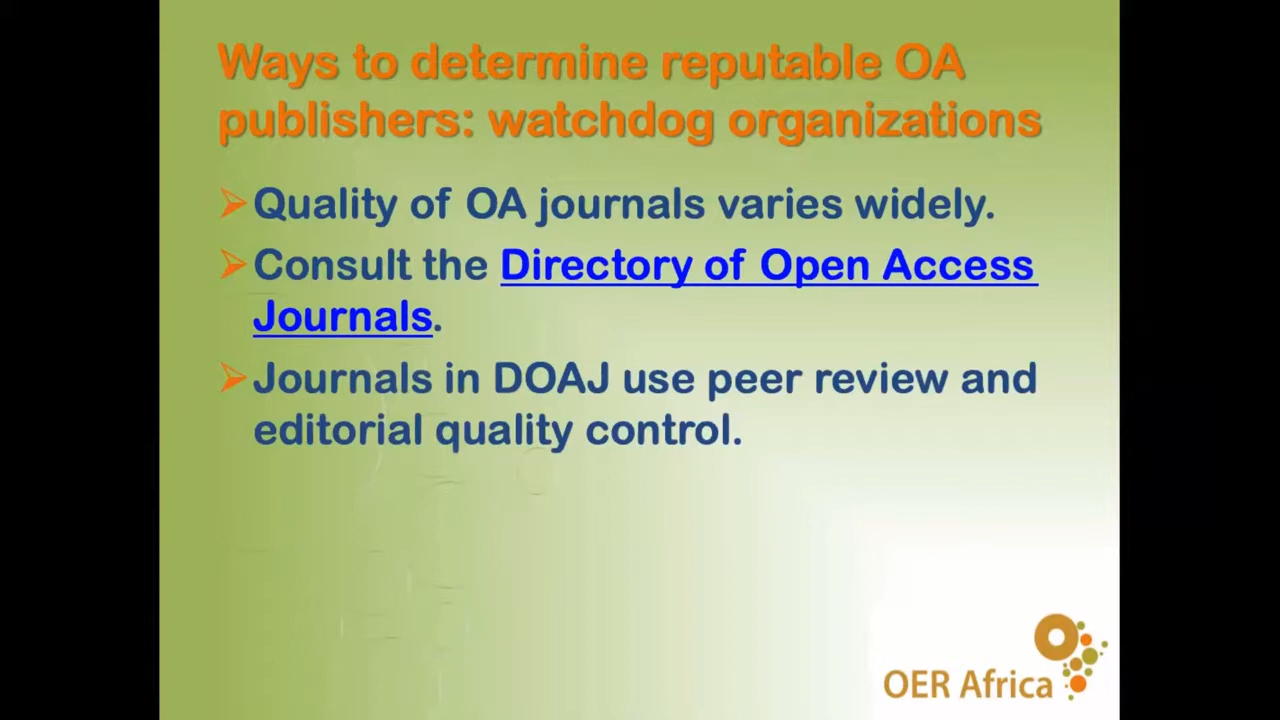 Ways to determine reputable OA
publishers: watchdog organizations
Quality of OA journals varies widely.
Consult the Directory of Open Access
Journals.
Journals in DOAJ use peer review and
editorial quality control.
OER Africa